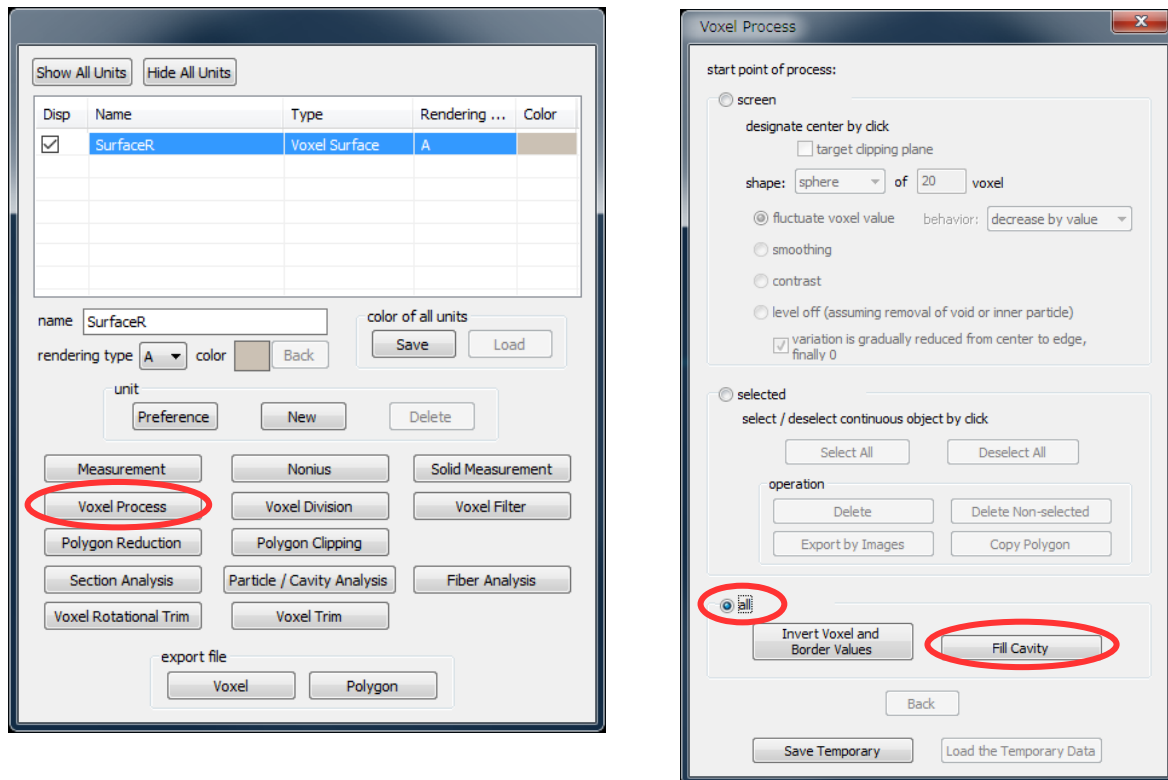 Show All Units Hide All Units
Disp Name Type Rendering ... Color
SurfaceR Voxel Surface A
name SurfaceR
color of all units
Save Load
rendering type A color Back
unit
Preference New Delete
Measurement Nonius Solid Measurement
Voxel Process Voxel Division Voxel Filter
Polygon Reduction Polygon Clipping
Section Analysis Particle / Cavity Analysis Fiber Analysis
Voxel Rotational Trim Voxel Trim
export file
Voxel Polygon
Voxel Process
start point of process:
screen
designate center by click
target clipping plane
shape: sphere of 20 voxel
fluctuate voxel value behavior: decrease by value
smoothing
contrast
level off (assuming removal of void or inner particle)
variation is gradually reduced from center to edge,
finally 0
selected
select / deselect continuous object by click
Select All Deselect All
operation
Delete Delete Non-selected
Export by Images Copy Polygon
all
Invert Voxel and
Border Values
Fill Cavity
Back
Save Temporary Load the Temporary Data